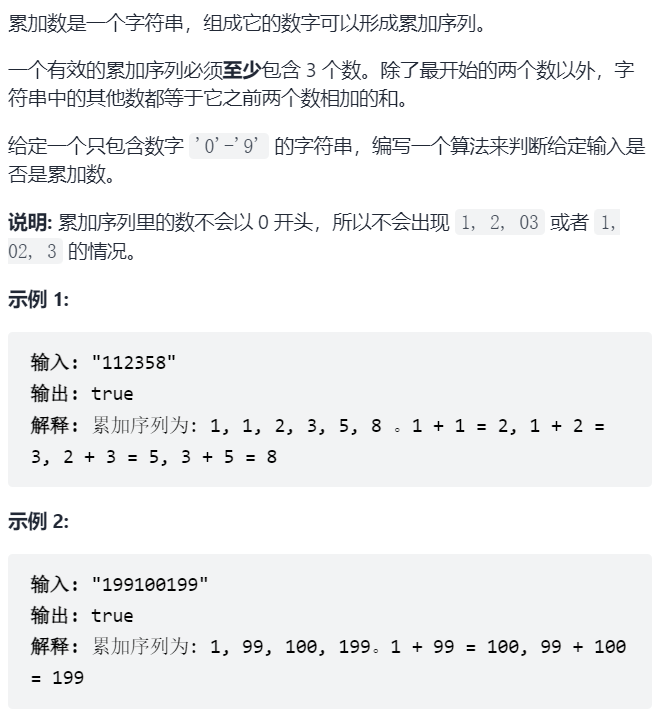 累加数是一个字符串，组成它的数字可以形成累加序列。
一个有效的累加序列必须至少包含 3 个数。除了最开始的两个数以外，字
符串中的其他数都等于它之前两个数相加的和。
给定一个只包含数字 '0'-'9' 的字符串，编写一个算法来判断给定输入是
否是累加数。
说明: 累加序列里的数不会以 0 开头，所以不会出现 1, 2, 03 或者 1,
02, 3 的情况。
示例 1:
输入: "112358"
输出: true
解释: 累加序列为: 1, 1, 2, 3, 5, 8 。1 + 1 = 2, 1 + 2 =
3, 2 + 3 = 5, 3 + 5 = 8
示例 2:
输入: "199100199"
输出: true
解释: 累加序列为: 1, 99, 100, 199。1 + 99 = 100, 99 + 100
= 199